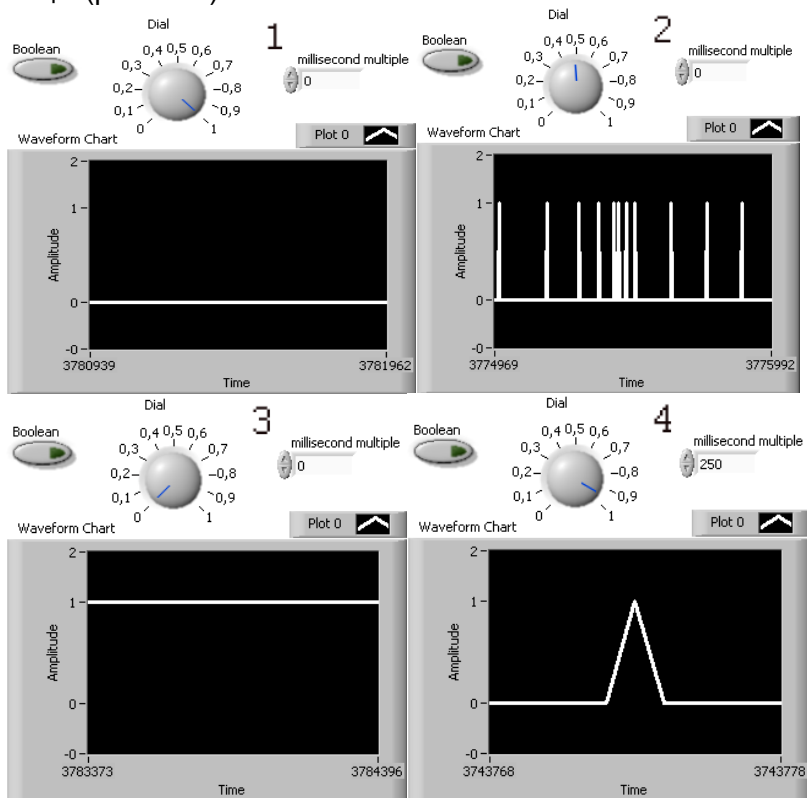 Dial
1
Boolean
0,3 0,4 0,5 0,6 0,7
0,2 0,8
0,1 0,9
0 1
millisecond multiple
0
Waveform Chart
Plot 0
2
1
0
-0
Amplitude
3780939 3781962
Time
Dial
2
Boolean
0,3 0,4 0,5 0,6 0,7
0,2 0,8
0,1 0,9
0 1
millisecond multiple
0
Waveform Chart
Plot 0
2
1
0
-0
Amplitude
3774969 3775992
Time
Dial
3
Boolean
0,3 0,4 0,5 0,6 0,7
0,2 0,8
0,1 0,9
0 1
millisecond multiple
0
Waveform Chart
Plot 0
2
1
0
-0
Amplitude
3783373 3784396
Time
Dial
4
Boolean
0,3 0,4 0,5 0,6 0,7
0,2 0,8
0,1 0,9
0 1
millisecond multiple
250
Waveform Chart
Plot 0
2
1
0
-0
Amplitude
3743768 3743778
Time